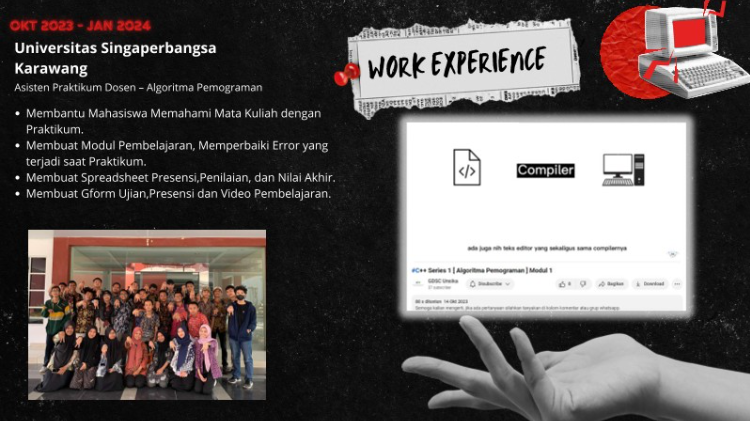 OKT 2023 - JAN 2024
Universitas Singaperbangsa
Karawang
Asisten Praktikum Dosen – Algoritma Pemograman
• Membantu Mahasiswa Memahami Mata Kuliah dengan
Praktikum.
• Membuat Modul Pembelajaran, Memperbaiki Error yang
terjadi saat Praktikum.
• Membuat Spreadsheet Presensi,Penilaian, dan Nilai Akhir.
• Membuat Gform Ujian,Presensi dan Video Pembelajaran.
WORK EXPERIENCE
</>
Compiler
ada juga nih teks editor yang sekaligus sama compilernya
#C++ Series 1 | Algoritma Pemograman | Modul 1
GDSC Unsika
Bagikan
Download
14 Okt 2023